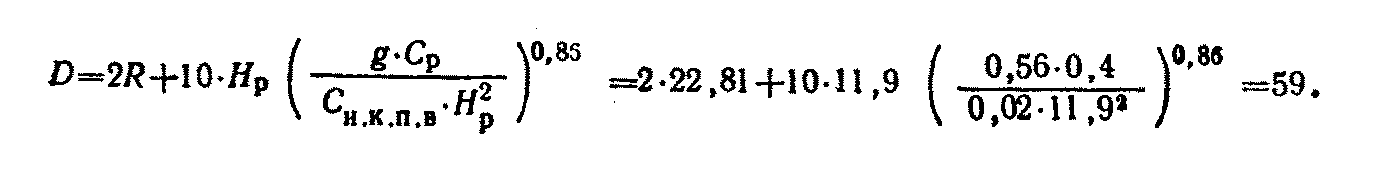 D=2R+10·Hр (g·Cр / Cн.к.п.в·Hр²)^0,86 =2·22,81+10·11,9 (0,56·0,4 / 0,02·11,9²)^0,86 =59.